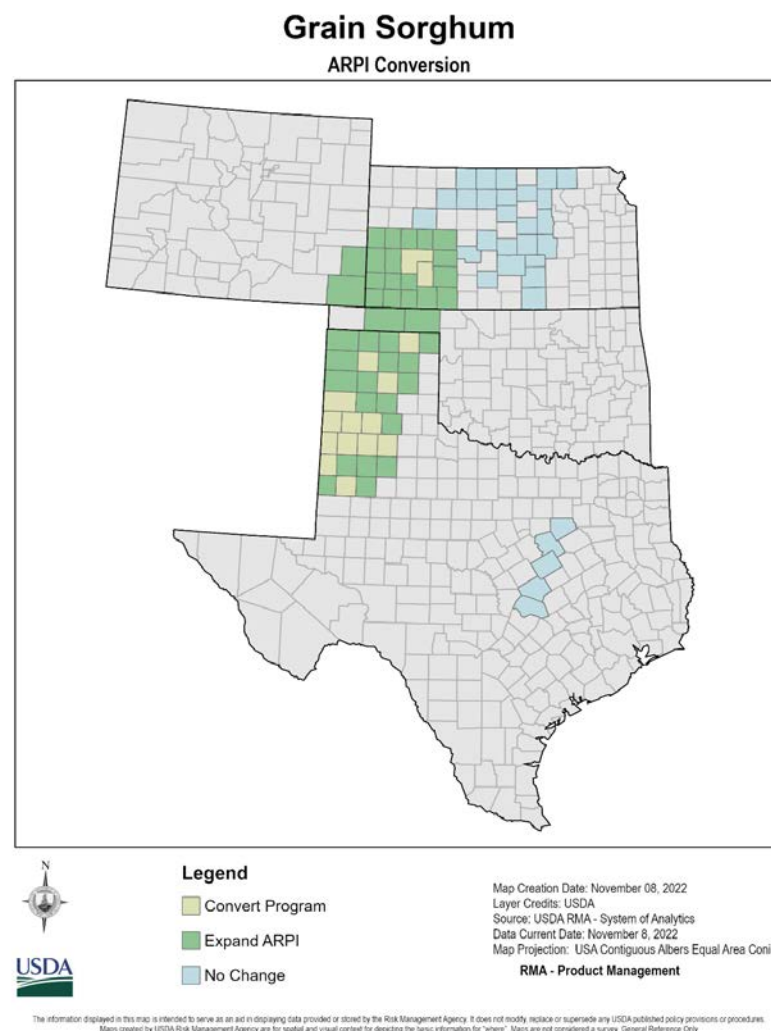 Grain Sorghum
ARPI Conversion
N
USDA
Legend
Convert Program
Expand ARPI
No Change
Map Creation Date: November 08, 2022
Layer Credits: USDA
Source: USDA RMA - System of Analytics
Data Current Date: November 8, 2022
Map Projection: USA Contiguous Albers Equal Area Coni
RMA - Product Management
The information displayed in this map is intended to serve as an aid in displaying data provided or stored by the Risk Management Agency. It does not modify, replace or supersede any USDA published policy provisions or procedures.
Maps created by USDA Risk Management Agency are for spatial and visual context for depicting the basic information for "where". Maps are not considered a survey. General Reference Only